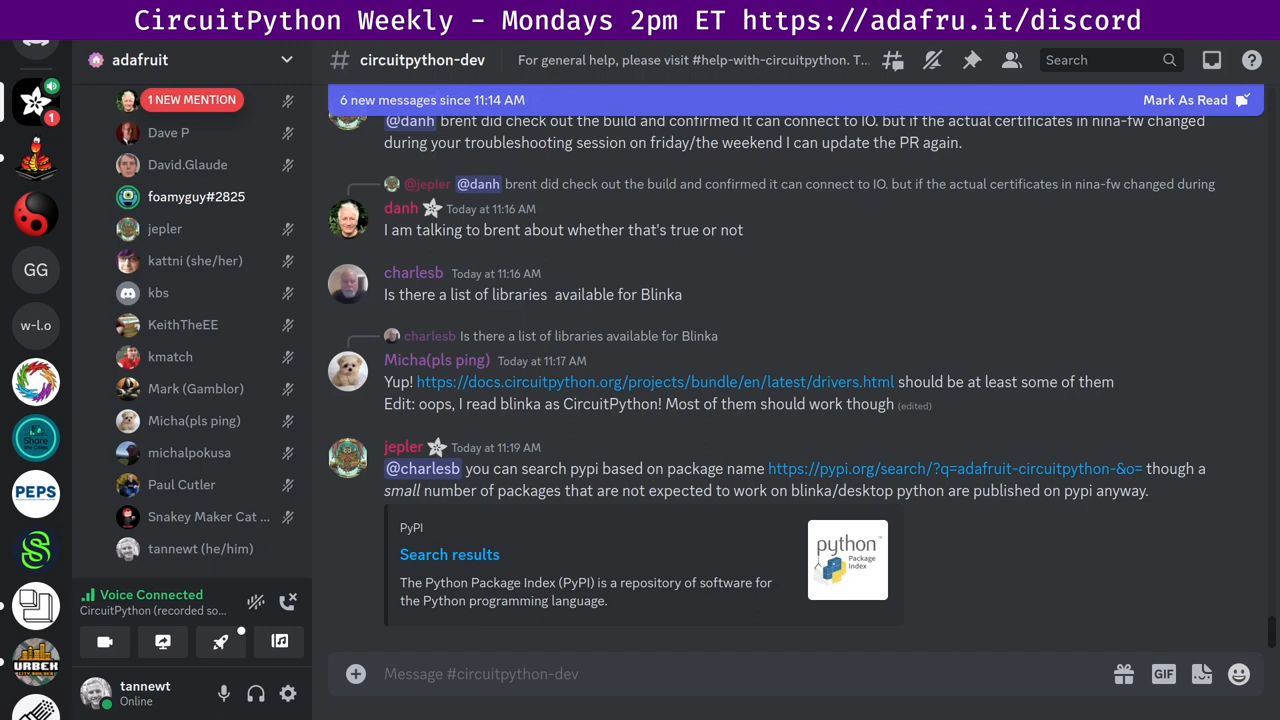 CircuitPython Weekly - Mondays 2pm ET https://adafru.it/discord
adafruit
1 NEW MENTION
Dave P
David.Glaude
foamyguy#2825
jepler
kattni (she/her)
kbs
KeithTheEE
kmatch
Mark (Gamblor)
Micha(pls ping)
michalpokusa
Paul Cutler
Snakey Maker Cat ...
tannewt (he/him)
Voice Connected
CircuitPython (recorded so...
tannewt
Online
1
GG
w-l.o
Share
PEPS
URBEK
circuitpython-dev
For general help, please visit #help-with-circuitpython. T...
Search
6 new messages since 11:14 AM
Mark As Read
@danh brent did check out the build and confirmed it can connect to IO. but if the actual certificates in nina-fw changed
during your troubleshooting session on friday/the weekend I can update the PR again.
@jepler @danh brent did check out the build and confirmed it can connect to IO. but if the actual certificates in nina-fw changed during
danh Today at 11:16 AM
I am talking to brent about whether that's true or not
charlesb Today at 11:16 AM
Is there a list of libraries available for Blinka
charlesb Is there a list of libraries available for Blinka
Micha(pls ping) Today at 11:17 AM
Yup! https://docs.circuitpython.org/projects/bundle/en/latest/drivers.html should be at least some of them
Edit: oops, I read blinka as CircuitPython! Most of them should work though (edited)
jepler Today at 11:19 AM
@charlesb you can search pypi based on package name https://pypi.org/search/?q=adafruit-circuitpython-&o= though a
small number of packages that are not expected to work on blinka/desktop python are published on pypi anyway.
PyPI
Search results
The Python Package Index (PyPI) is a repository of software for
the Python programming language.
python
Package
Index
Message #circuitpython-dev
GIF